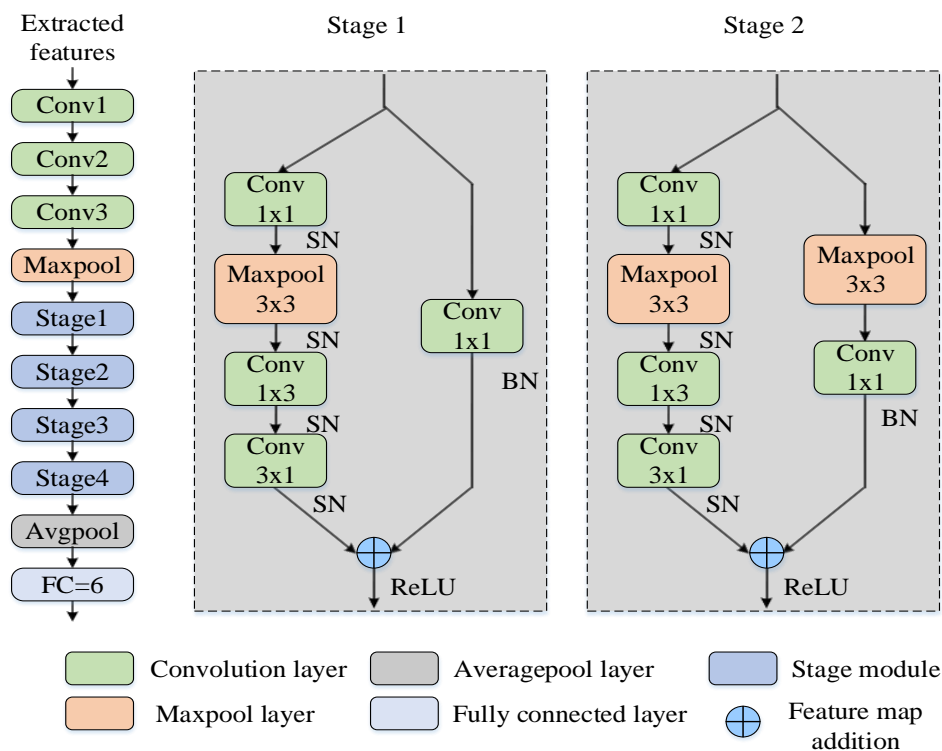 Extracted
features
Conv1
Conv2
Conv3
Maxpool
Stage1
Stage2
Stage3
Stage4
Avgpool
FC=6
Stage 1
Conv
1x1
SN
Maxpool
3x3
SN
Conv
1x3
SN
Conv
3x1
SN
Conv
1x1
BN
ReLU
Stage 2
Conv
1x1
SN
Maxpool
3x3
SN
Conv
1x3
SN
Conv
3x1
SN
Maxpool
3x3
Conv
1x1
BN
ReLU
Convolution layer
Averagepool layer
Stage module
Maxpool layer
Fully connected layer
Feature map
addition